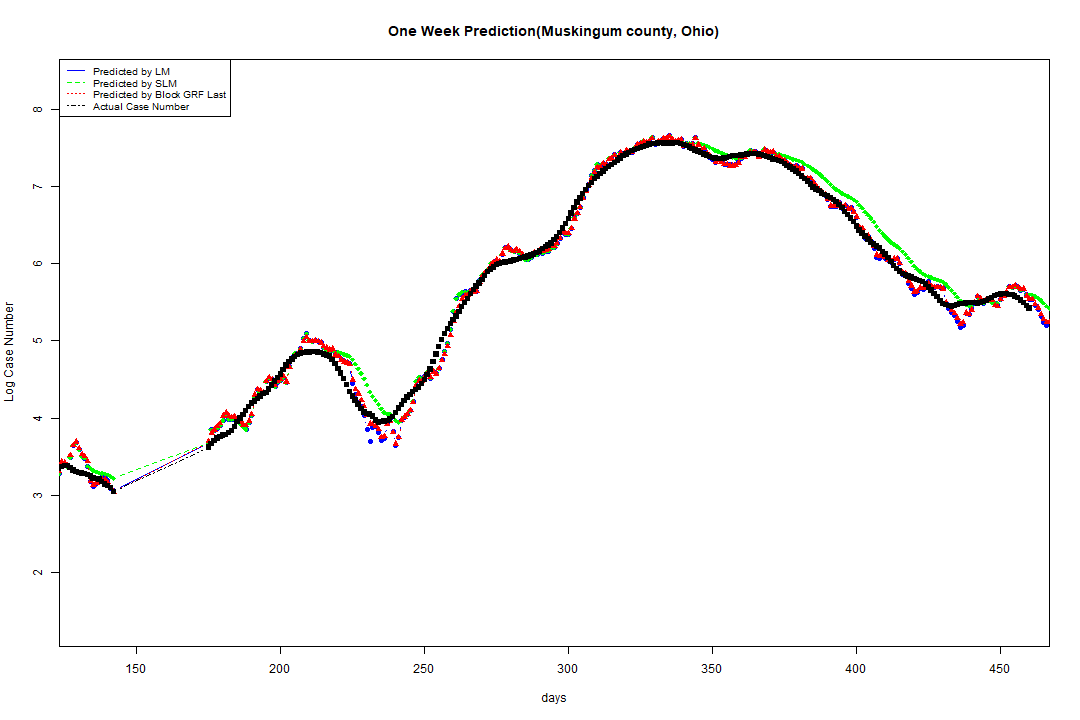 One Week Prediction(Muskingum county, Ohio)
Predicted by LM
Predicted by SLM
Predicted by Block GRF Last
Actual Case Number
8
7
6
5
4
3
2
Log Case Number
150 200 250 300 350 400 450
days